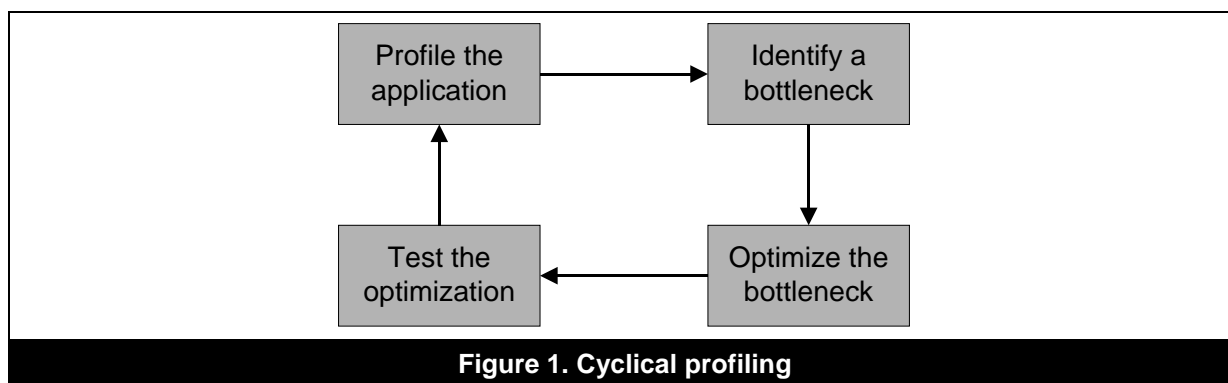 Profile the
application
Identify a
bottleneck
Test the
optimization
Optimize the
bottleneck
Figure 1. Cyclical profiling